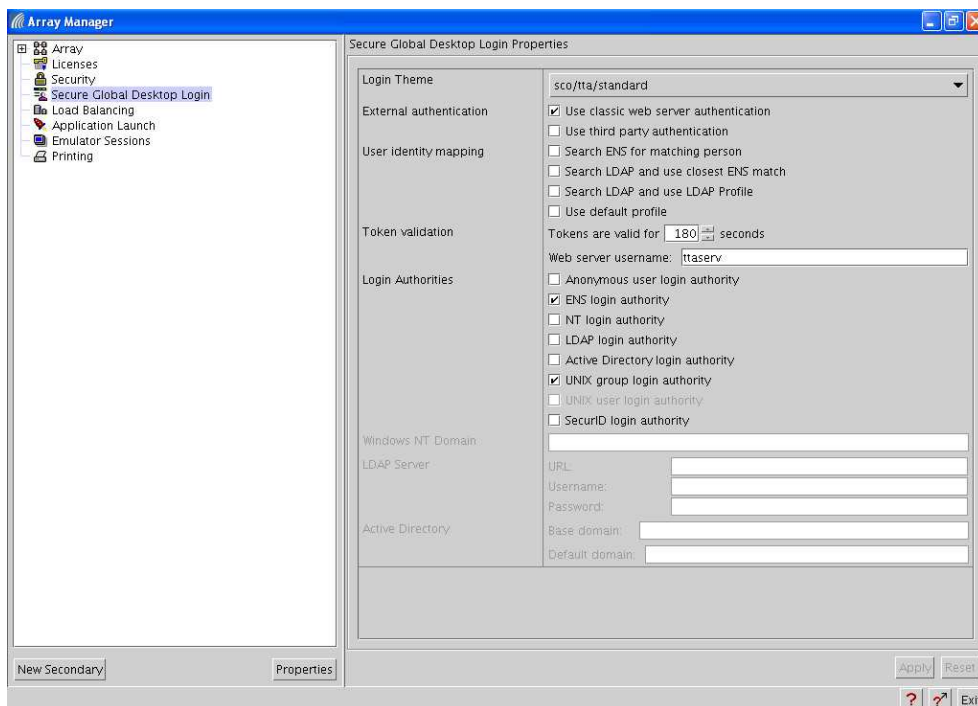 Array Manager
Array
Licenses
Security
Secure Global Desktop Login
Load Balancing
Application Launch
Emulator Sessions
Printing
New Secondary
Properties
Secure Global Desktop Login Properties
Login Theme
sco/tta/standard
External authentication
Use classic web server authentication
Use third party authentication
User identity mapping
Search ENS for matching person
Search LDAP and use closest ENS match
Search LDAP and use LDAP Profile
Use default profile
Token validation
Tokens are valid for 180 seconds
Web server username: ttaserv
Login Authorities
Anonymous user login authority
ENS login authority
NT login authority
LDAP login authority
Active Directory login authority
UNIX group login authority
UNIX user login authority
SecurID login authority
Windows NT Domain
LDAP Server
URL:
Username:
Password:
Active Directory
Base domain:
Default domain:
Apply
Reset
?
?
Exi